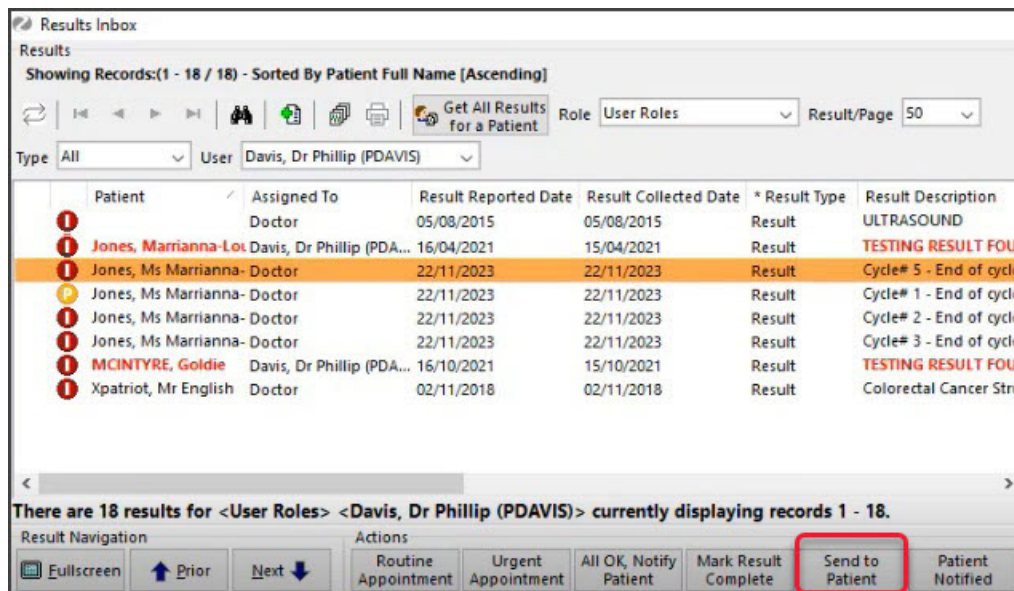 Results Inbox
Results
Showing Records:(1 - 18 / 18) - Sorted By Patient Full Name [Ascending]
Get All Results for a Patient Role User Roles Result/Page 50
Type All User Davis, Dr Phillip (PDAVIS)
Patient Assigned To Result Reported Date Result Collected Date * Result Type Result Description
I Doctor 05/08/2015 05/08/2015 Result ULTRASOUND
I Jones, Marrianna-Lou Davis, Dr Phillip (PDA... 16/04/2021 15/04/2021 Result TESTING RESULT FOU
I Jones, Ms Marrianna- Doctor 22/11/2023 22/11/2023 Result Cycle# 5 - End of cycl
P Jones, Ms Marrianna- Doctor 22/11/2023 22/11/2023 Result Cycle# 1 - End of cycl
I Jones, Ms Marrianna- Doctor 22/11/2023 22/11/2023 Result Cycle# 2 - End of cycl
I Jones, Ms Marrianna- Doctor 22/11/2023 22/11/2023 Result Cycle# 3 - End of cycl
I MCINTYRE, Goldie Davis, Dr Phillip (PDA... 16/10/2021 15/10/2021 Result TESTING RESULT FOU
I Xpatriot, Mr English Doctor 02/11/2018 02/11/2018 Result Colorectal Cancer Str
There are 18 results for <User Roles> <Davis, Dr Phillip (PDAVIS)> currently displaying records 1 - 18.
Result Navigation Actions
Fullscreen Prior Next Routine Appointment Urgent Appointment All OK, Notify Patient Mark Result Complete Send to Patient Patient Notified